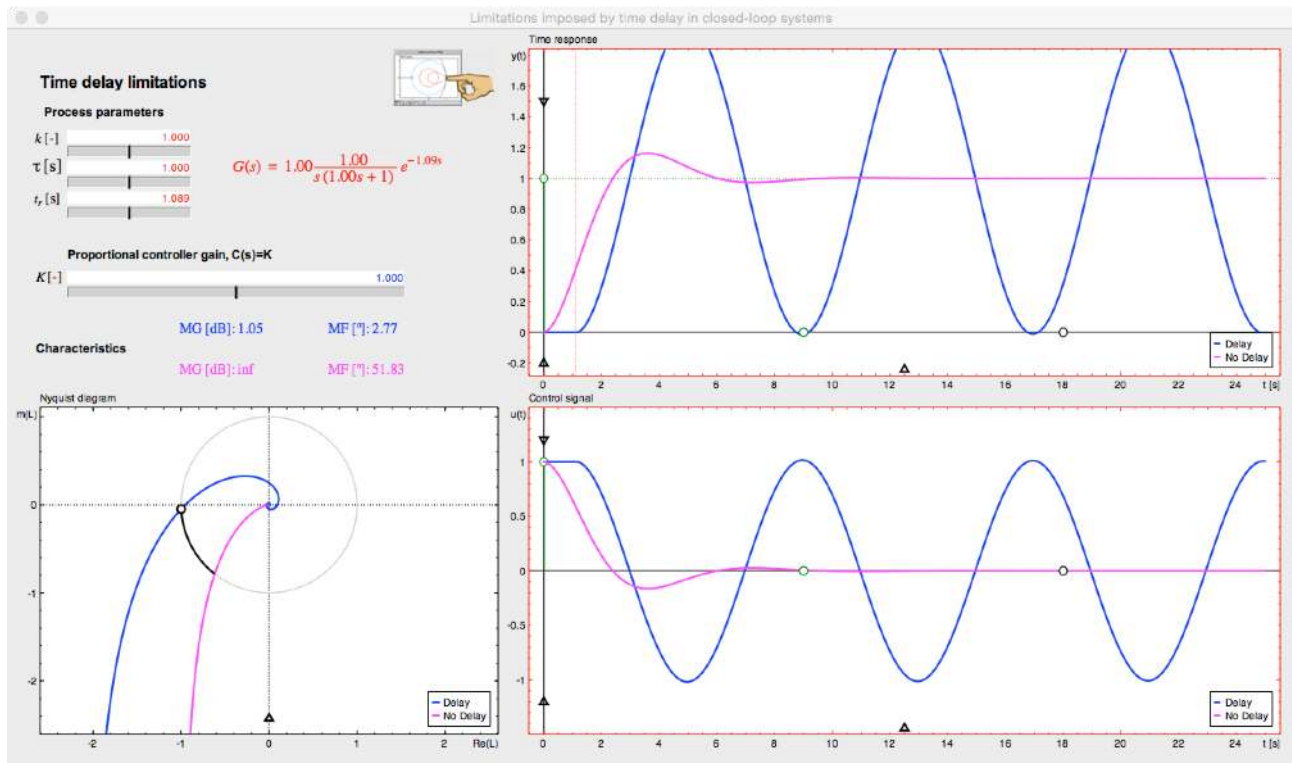 Limitations imposed by time delay in closed-loop systems
Time delay limitations
Process parameters
k [-] 1.000
τ [s] 1.000
t_r [s] 1.089
G(s) = 1.00 1.00 / s (1.00s + 1) e^{-1.09s}
Proportional controller gain, C(s)=K
K [-] 1.000
MG [dB]: 1.05 MF [º]: 2.77
Characteristics
MG [dB]: inf MF [º]: 51.83
Time response
y(t)
1.6
1.4
1.2
1
0.8
0.6
0.4
0.2
0
-0.2
Delay
No Delay
0 2 4 6 8 10 12 14 16 18 20 22 24 t [s]
Nyquist diagram
m(L)
0
-1
-2
Delay
No Delay
-2 -1 0 1 2 Re(L)
Control signal
u(t)
1
0.5
0
-0.5
-1
Delay
No Delay
0 2 4 6 8 10 12 14 16 18 20 22 24 t [s]